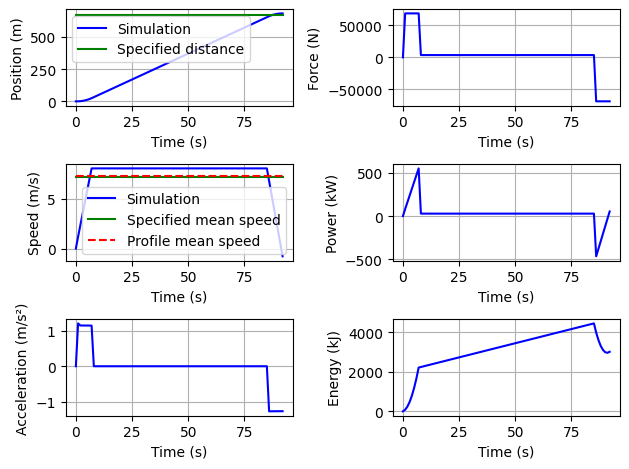 Position (m)
500
250
0
Simulation
Specified distance
0 25 50 75
Time (s)
Force (N)
50000
0
−50000
0 25 50 75
Time (s)
Speed (m/s)
5
0
Simulation
Specified mean speed
Profile mean speed
0 25 50 75
Time (s)
Power (kW)
500
0
−500
0 25 50 75
Time (s)
Acceleration (m/s²)
1
0
−1
0 25 50 75
Time (s)
Energy (kJ)
4000
2000
0
0 25 50 75
Time (s)